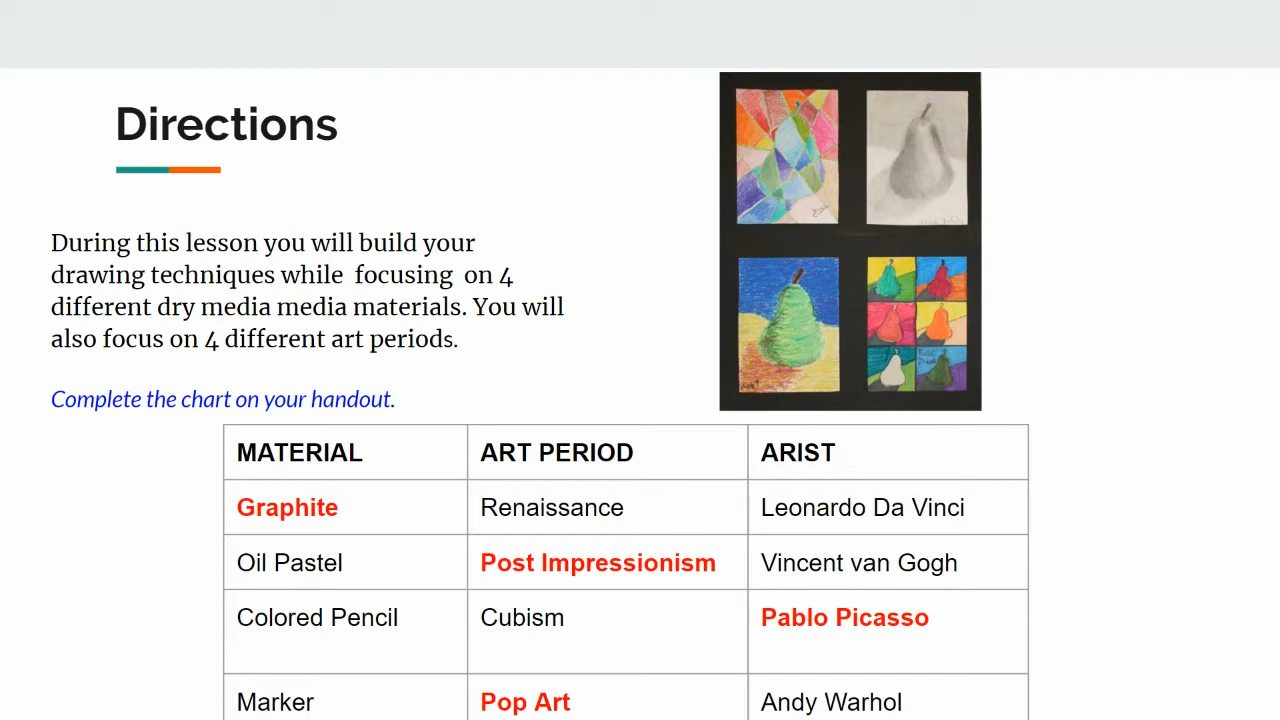 Directions
During this lesson you will build your
drawing techniques while focusing on 4
different dry media media materials. You will
also focus on 4 different art periods.
Complete the chart on your handout.
MATERIAL ART PERIOD ARIST
Graphite Renaissance Leonardo Da Vinci
Oil Pastel Post Impressionism Vincent van Gogh
Colored Pencil Cubism Pablo Picasso
Marker Pop Art Andy Warhol